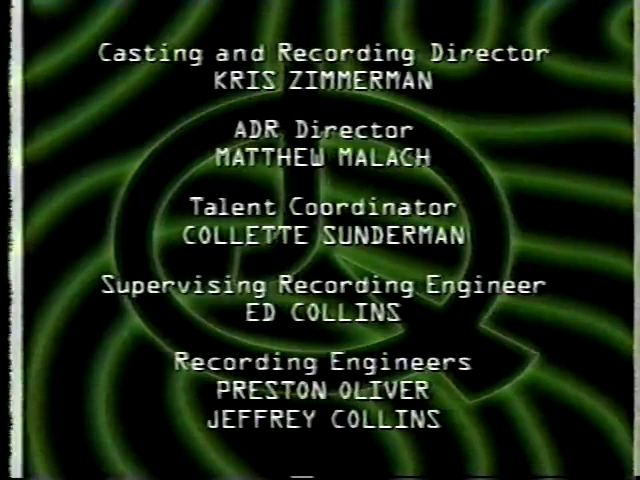 Casting and Recording Director
KRIS ZIMMERMAN
ADR Director
MATTHEW MALACH
Talent Coordinator
COLLETTE SUNDERMAN
Supervising Recording Engineer
ED COLLINS
Recording Engineers
PRESTON OLIVER
JEFFREY COLLINS